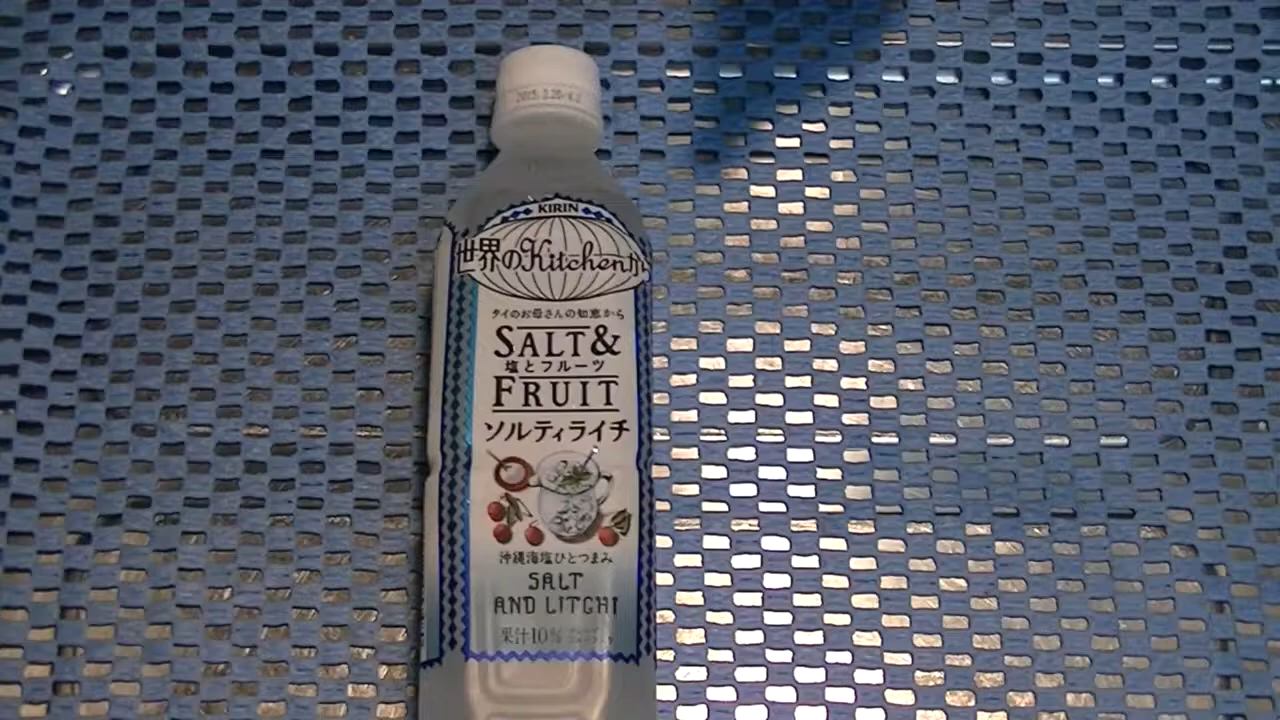 KIRIN
世界のKitchenか
タイのお母さんの知恵から
SALT&
塩とフルーツ
FRUIT
ソルティライチ
沖縄海塩ひとつまみ
SALT
AND LITCHI
果汁10%